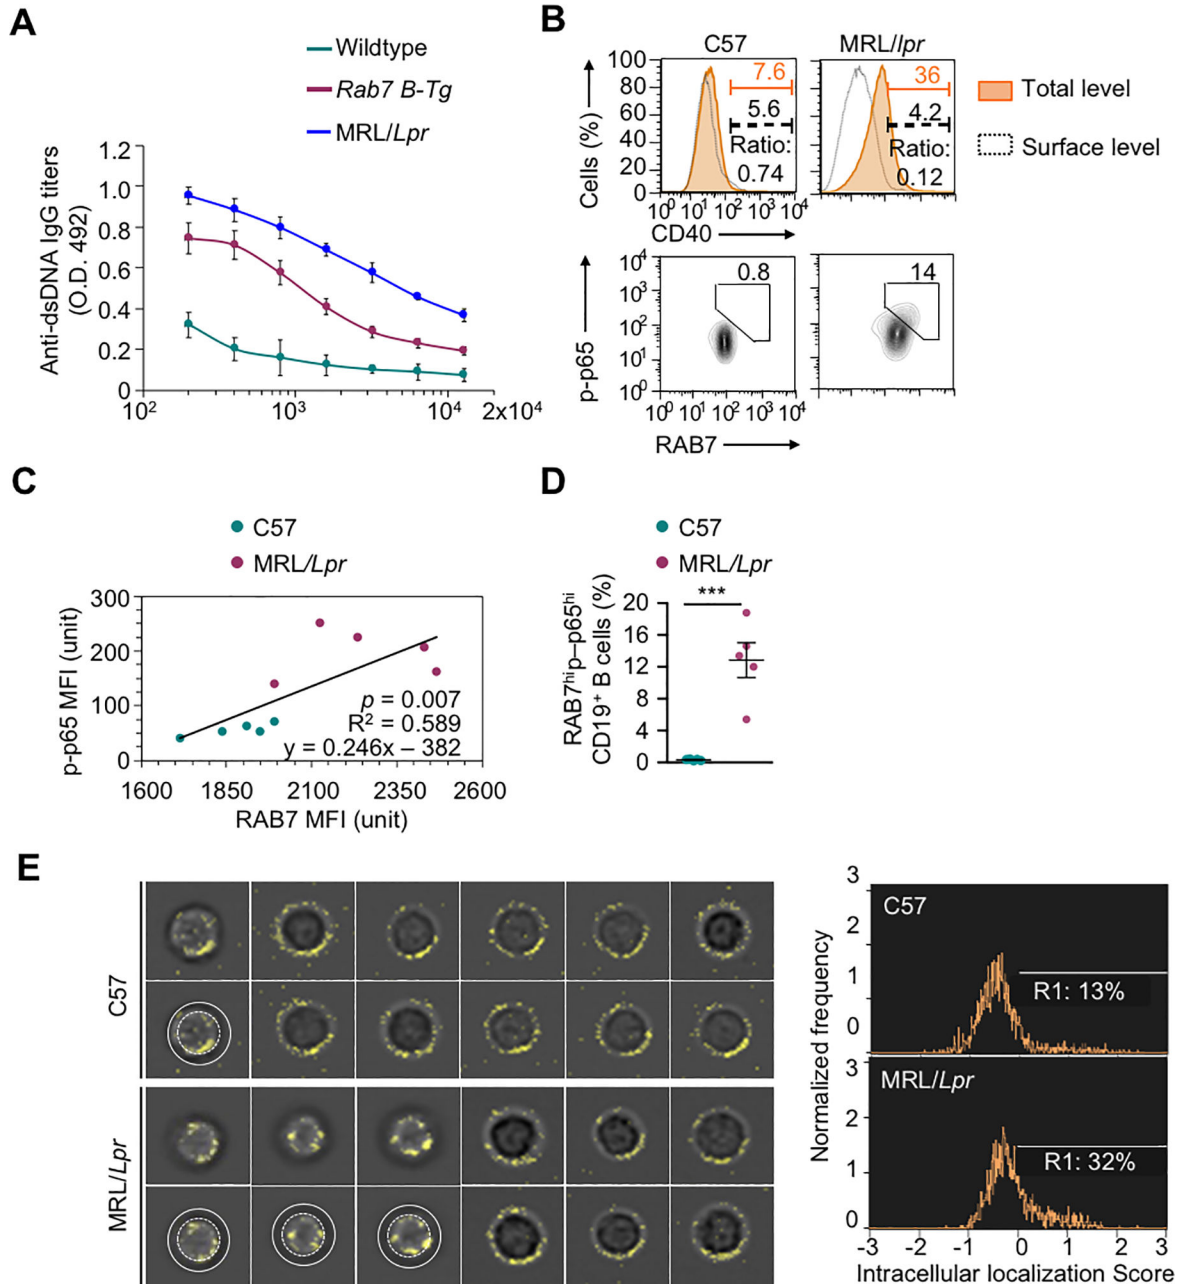 A
Wildtype
Rab7 B-Tg
MRL/Lpr
Anti-dsDNA IgG titers
(O.D. 492)
1.2
1.0
0.8
0.6
0.4
0.2
0
10²
10³
10⁴
2x10⁴
B
C57
MRL/lpr
Total level
Surface level
Cells (%)
100
80
60
40
20
0
7.6
5.6
Ratio:
0.74
36
4.2
Ratio:
0.12
10⁰ 10¹ 10² 10³ 10⁴
CD40
p-p65
10⁴
10³
10²
10¹
10⁰
0.8
14
10⁰ 10¹ 10² 10³ 10⁴
RAB7
C
C57
MRL/Lpr
p-p65 MFI (unit)
300
200
100
0
p = 0.007
R² = 0.589
y = 0.246x – 382
1600 1850 2100 2350 2600
RAB7 MFI (unit)
D
C57
MRL/Lpr
RAB7ʰⁱp–p65ʰⁱ
CD19⁺ B cells (%)
***
20
16
12
8
4
0
E
C57
MRL/Lpr
Normalized frequency
3
2
1
0
C57
R1: 13%
3
2
1
0
MRL/Lpr
R1: 32%
-3 -2 -1 0 1 2 3
Intracellular localization Score